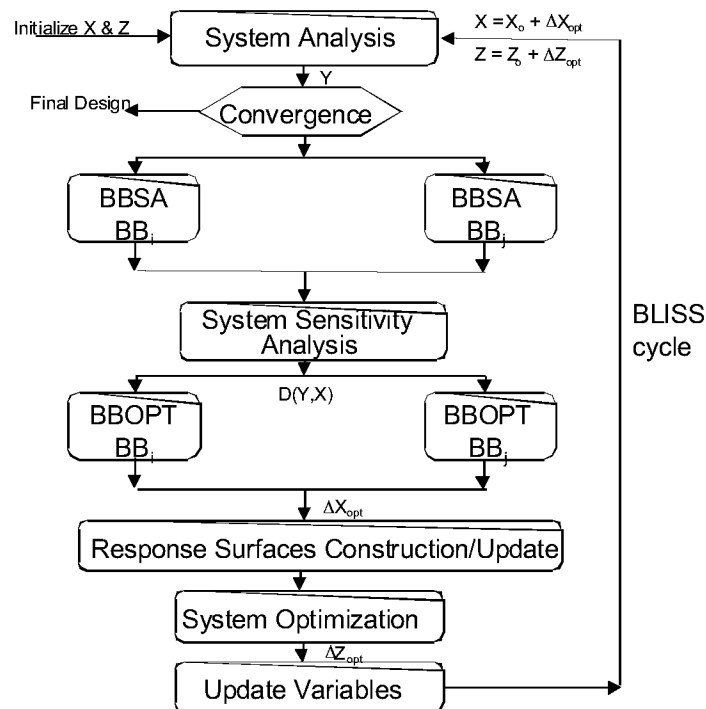 Initialize X & Z
System Analysis
X = Xo + ΔXopt
Z = Zo + ΔZopt
Y
Final Design
Convergence
BBSA
BBi
BBSA
BBj
System Sensitivity
Analysis
BLISS
cycle
D(Y,X)
BBOPT
BBi
BBOPT
BBj
ΔXopt
Response Surfaces Construction/Update
System Optimization
ΔZopt
Update Variables